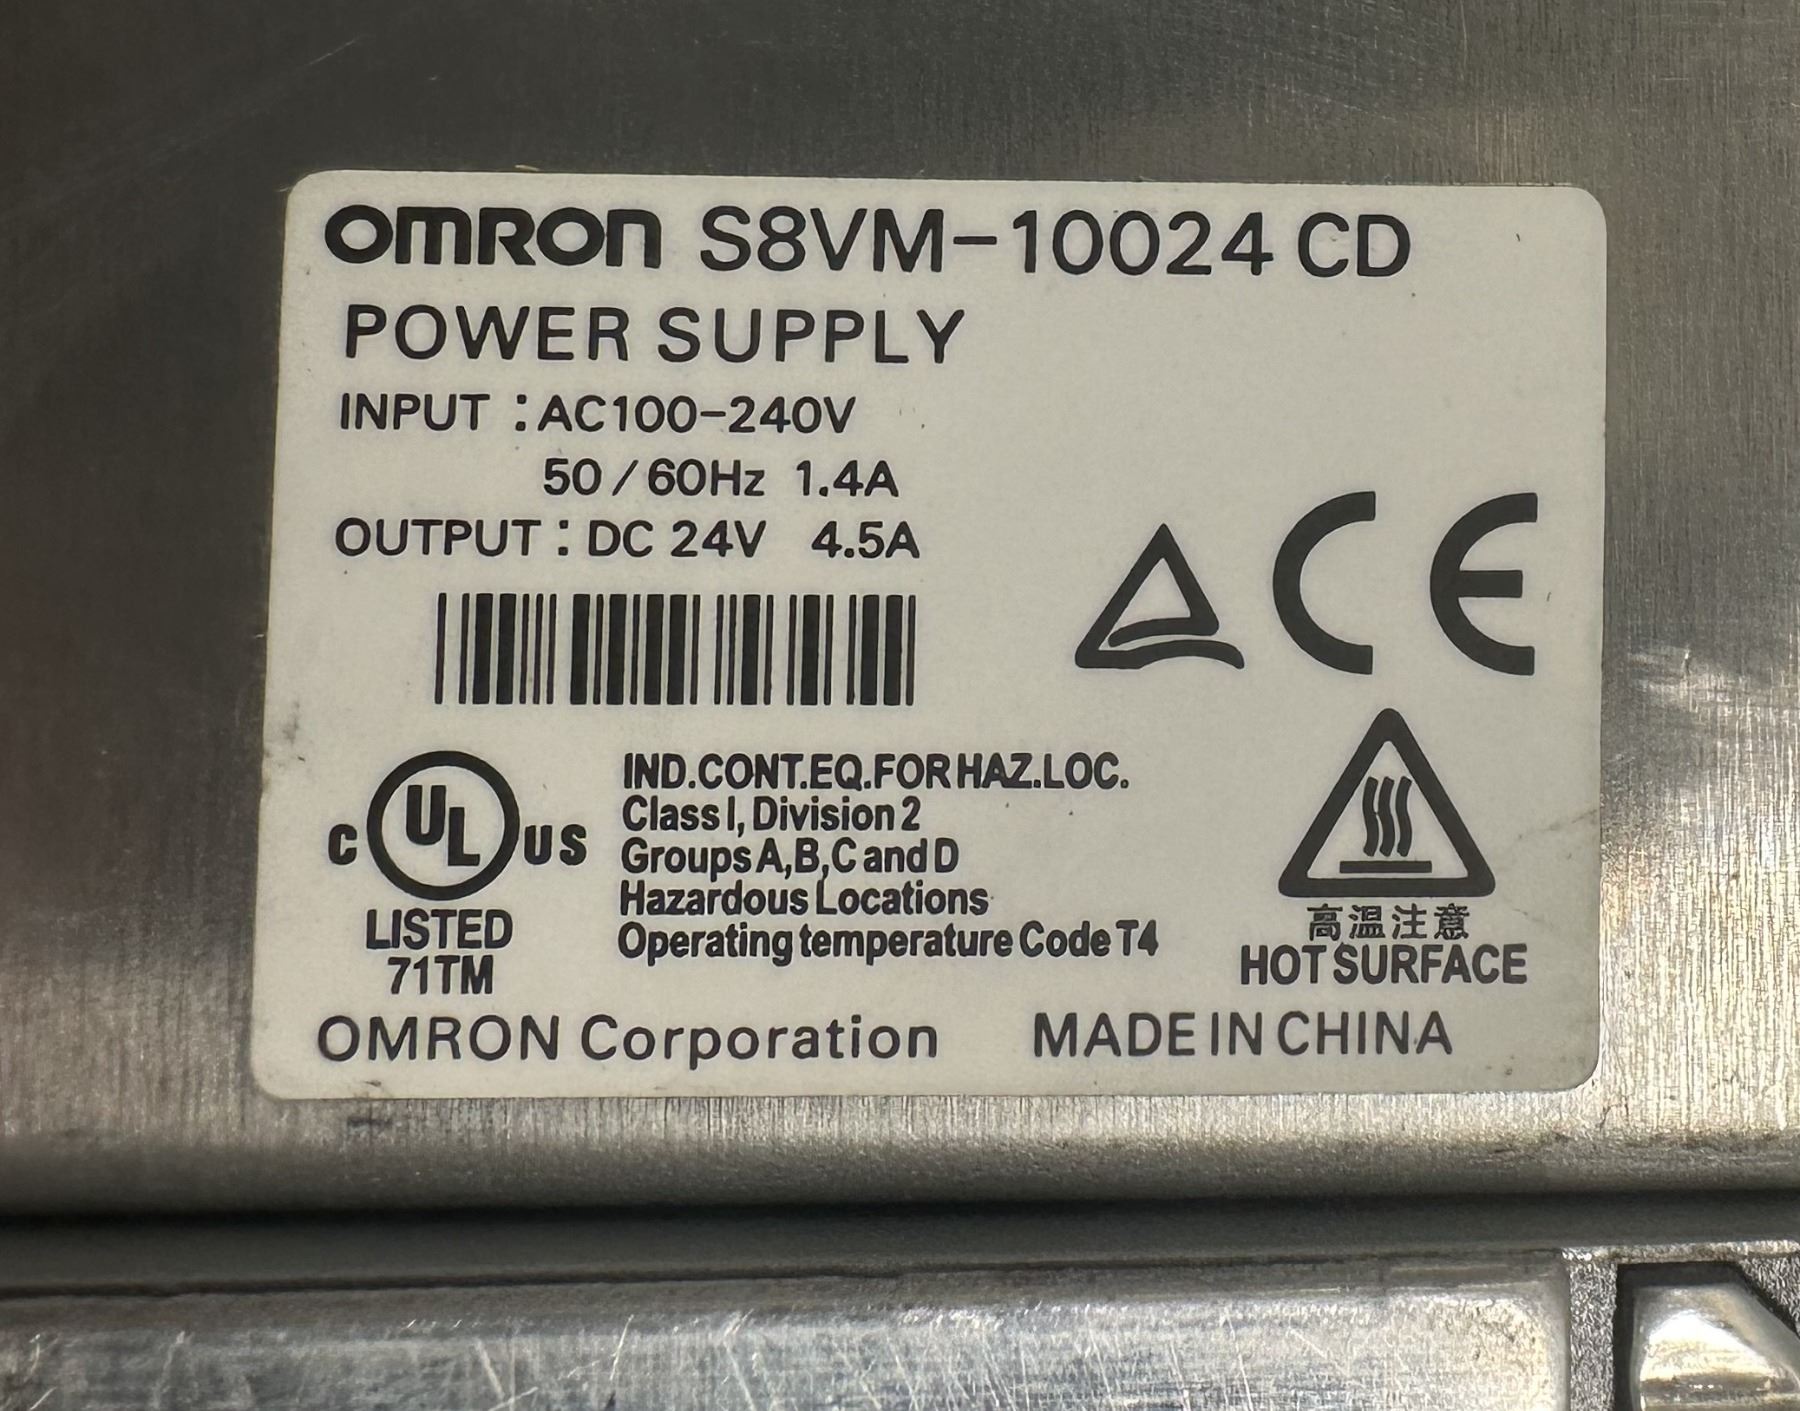 OMRON S8VM-10024 CD
POWER SUPPLY
INPUT : AC100-240V
50/60Hz 1.4A
OUTPUT : DC 24V 4.5A
CE
C UL US
LISTED
71TM
IND.CONT.EQ.FOR HAZ.LOC.
Class I, Division 2
Groups A,B,C and D
Hazardous Locations
Operating temperature Code T4
高温注意
HOT SURFACE
OMRON Corporation MADE IN CHINA